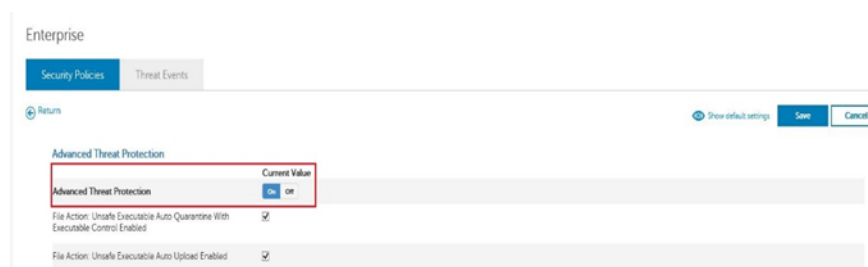 Enterprise
Security Policies Threat Events
Return
Show default settings Save Cancel
Advanced Threat Protection
Current Value
Advanced Threat Protection On Off
File Action: Unsafe Executable Auto Quarantine With
Executable Control Enabled
File Action: Unsafe Executable Auto Upload Enabled